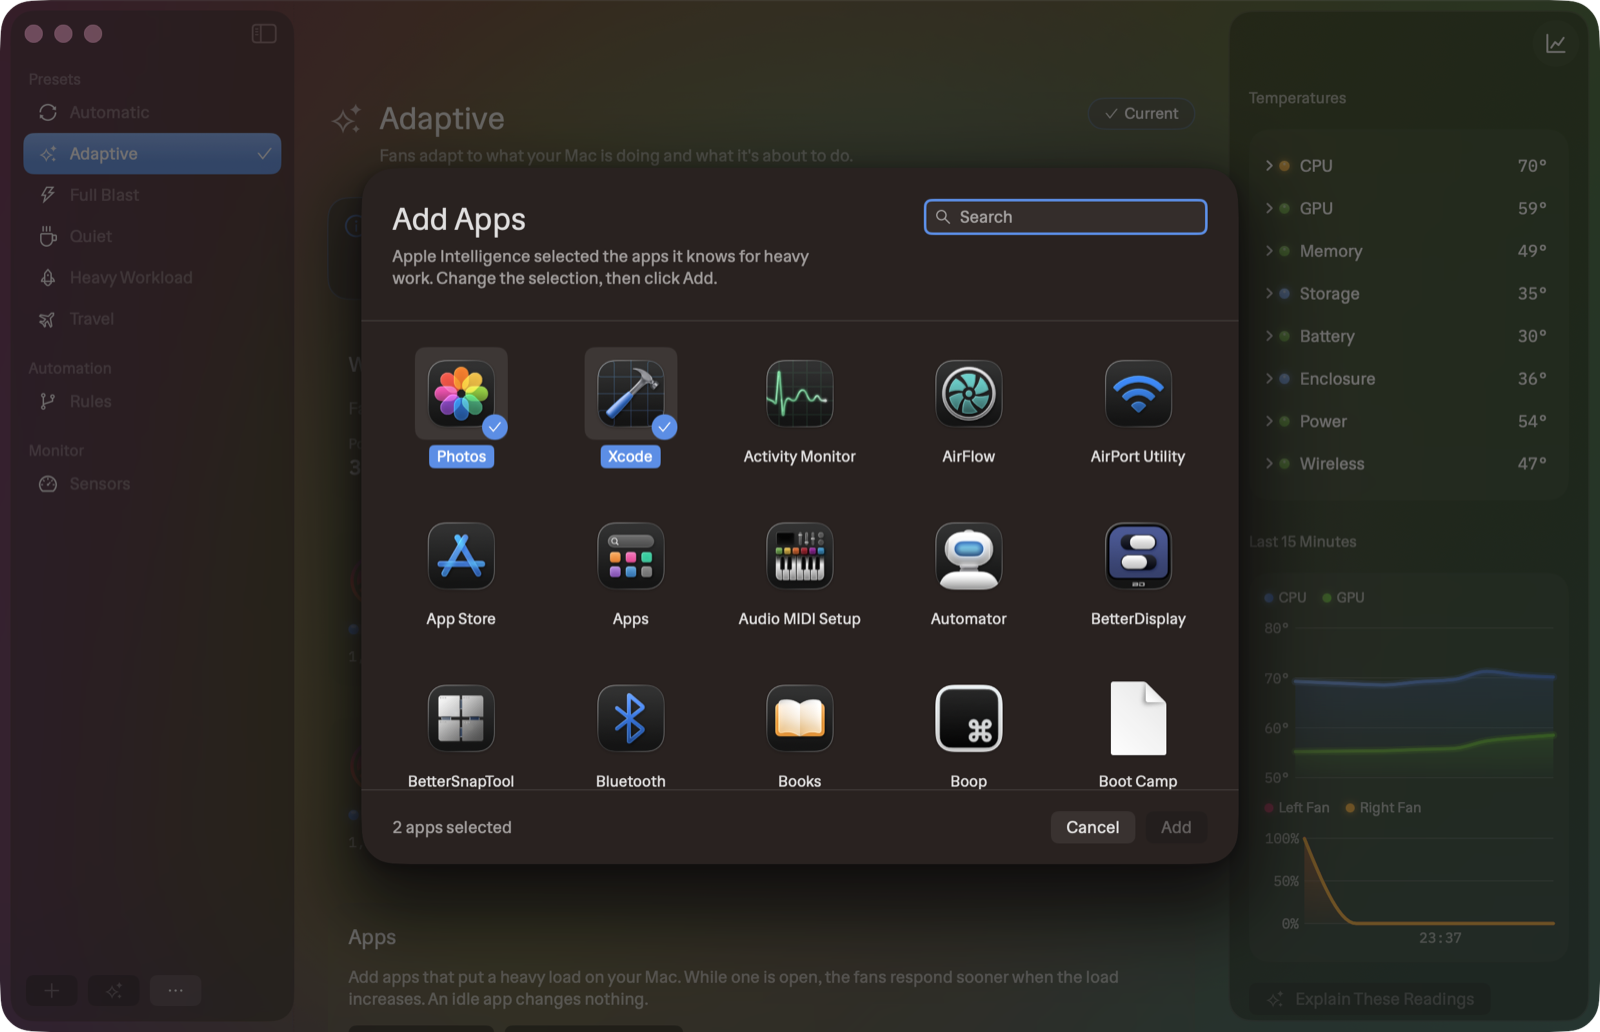 Presets
Automatic
Adaptive
Full Blast
Quiet
Heavy Workload
Travel
Automation
Rules
Monitor
Sensors
Adaptive
Current
Fans adapt to what your Mac is doing and what it's about to do.
Add Apps
Search
Apple Intelligence selected the apps it knows for heavy
work. Change the selection, then click Add.
Photos
Xcode
Activity Monitor
AirFlow
AirPort Utility
App Store
Apps
Audio MIDI Setup
Automator
BetterDisplay
BetterSnapTool
Bluetooth
Books
Boop
Boot Camp
2 apps selected
Cancel
Add
Apps
Add apps that put a heavy load on your Mac. While one is open, the fans respond sooner when the load
increases. An idle app changes nothing.
Temperatures
CPU 70°
GPU 59°
Memory 49°
Storage 35°
Battery 30°
Enclosure 36°
Power 54°
Wireless 47°
Last 15 Minutes
CPU GPU
80°
70°
60°
50°
Left Fan Right Fan
100%
50%
0%
23:37
Explain These Readings